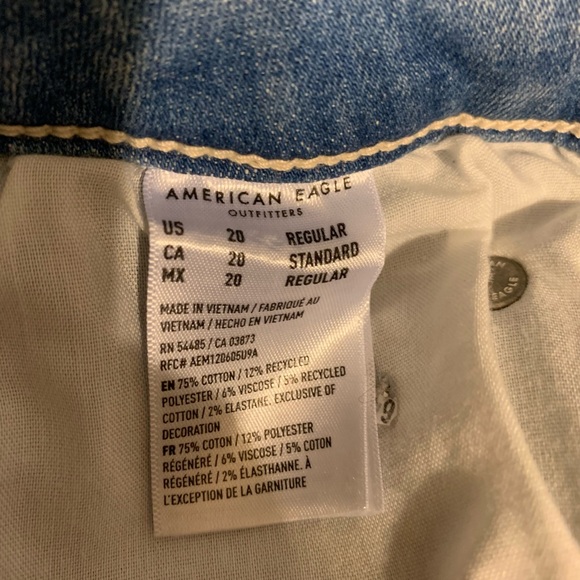 AMERICAN EAGLE
OUTFITTERS
US 20 REGULAR
CA 20 STANDARD
MX 20 REGULAR
MADE IN VIETNAM / FABRIQUÉ AU
VIETNAM / HECHO EN VIETNAM
RN 54485 / CA 03873
RFC# AEM120605U9A
EN 75% COTTON / 12% RECYCLED
POLYESTER / 6% VISCOSE / 5% RECYCLED
COTTON / 2% ELASTANE. EXCLUSIVE OF
DECORATION
FR 75% COTON / 12% POLYESTER
RÉGÉNÉRÉ / 6% VISCOSE / 5% COTON
RÉGÉNÉRÉ / 2% ÉLASTHANNE. À
L'EXCEPTION DE LA GARNITURE
EAGLE